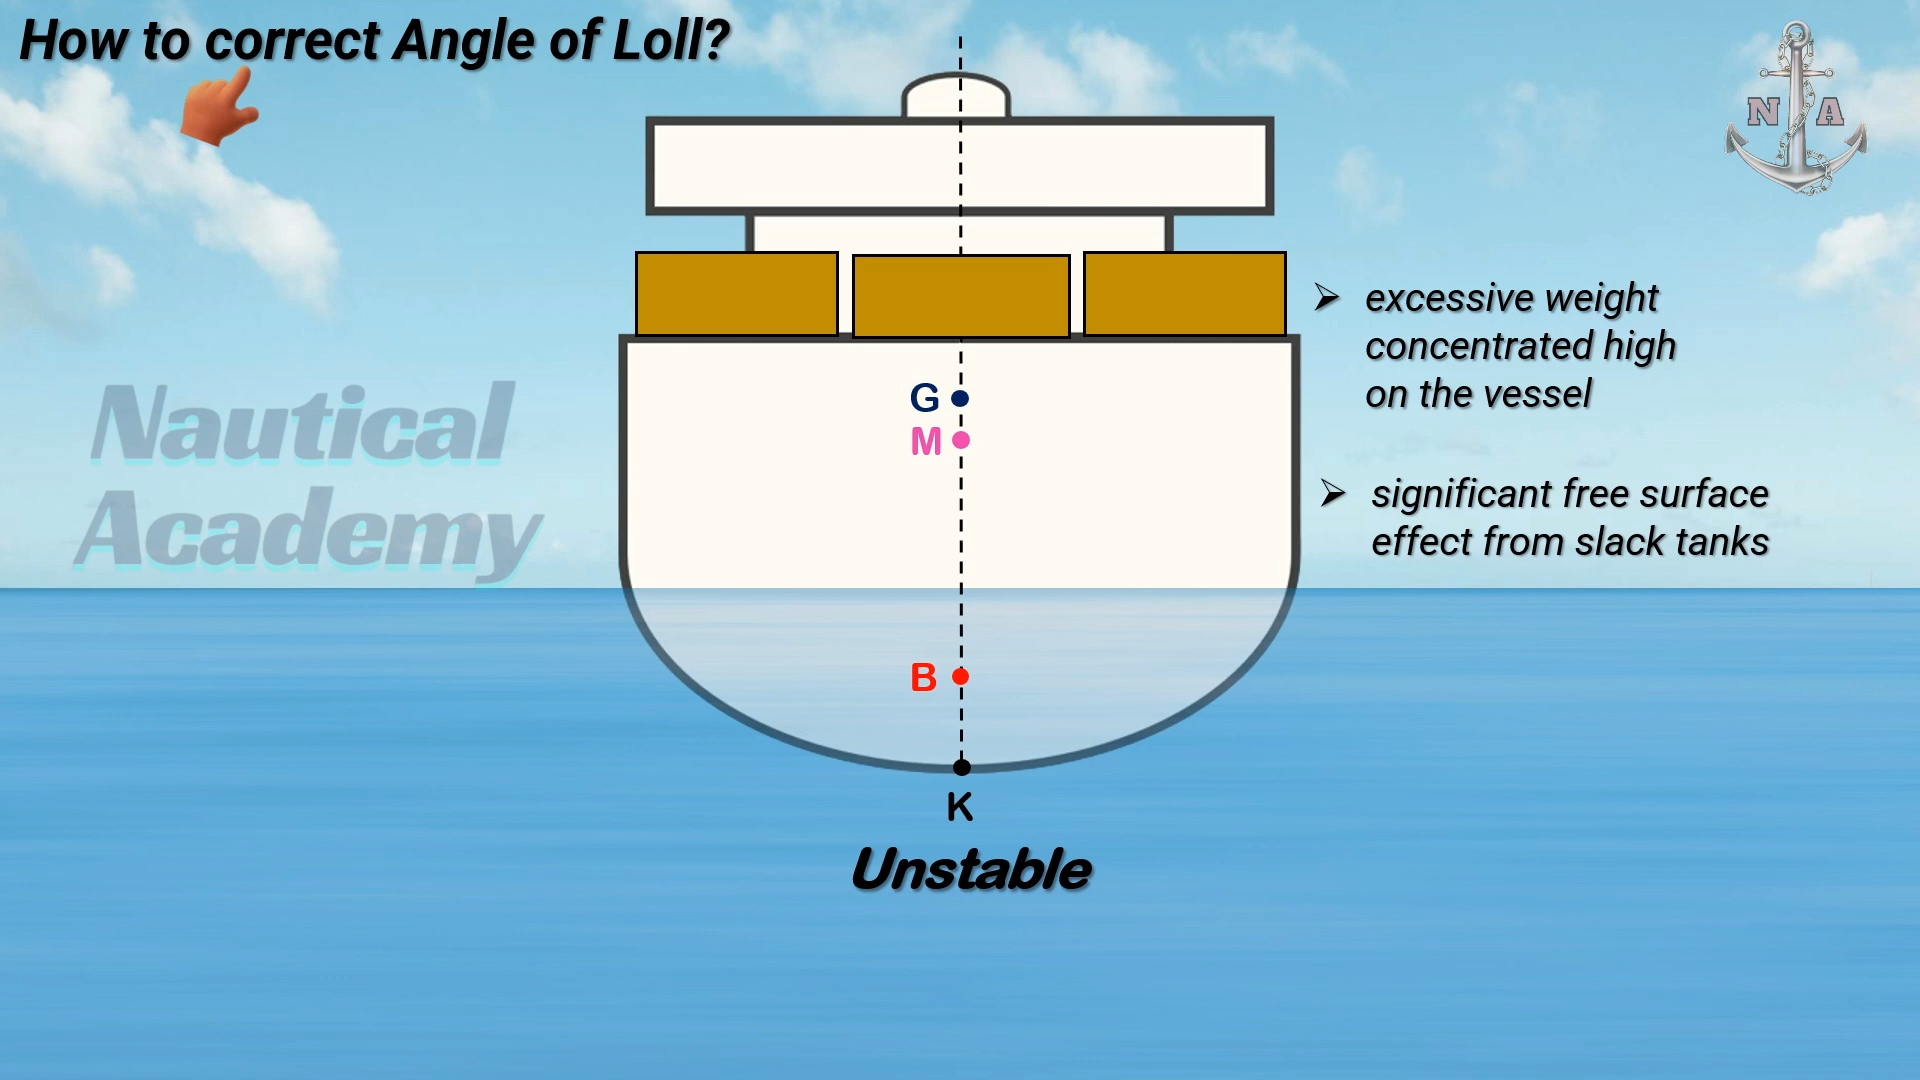 How to correct Angle of Loll?
N A
excessive weight
concentrated high
on the vessel
G
M
Nautical
Academy
significant free surface
effect from slack tanks
B
K
Unstable